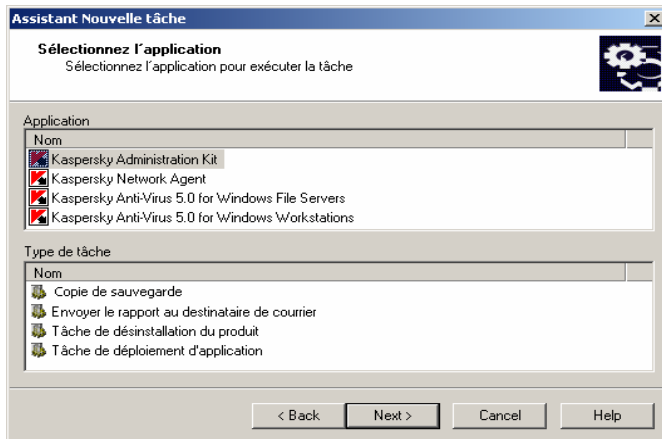 Assistant Nouvelle tâche
Sélectionnez l´application
Sélectionnez l´application pour exécuter la tâche
Application
Nom
Kaspersky Administration Kit
Kaspersky Network Agent
Kaspersky Anti-Virus 5.0 for Windows File Servers
Kaspersky Anti-Virus 5.0 for Windows Workstations
Type de tâche
Nom
Copie de sauvegarde
Envoyer le rapport au destinataire de courrier
Tâche de désinstallation du produit
Tâche de déploiement d'application
< Back Next > Cancel Help